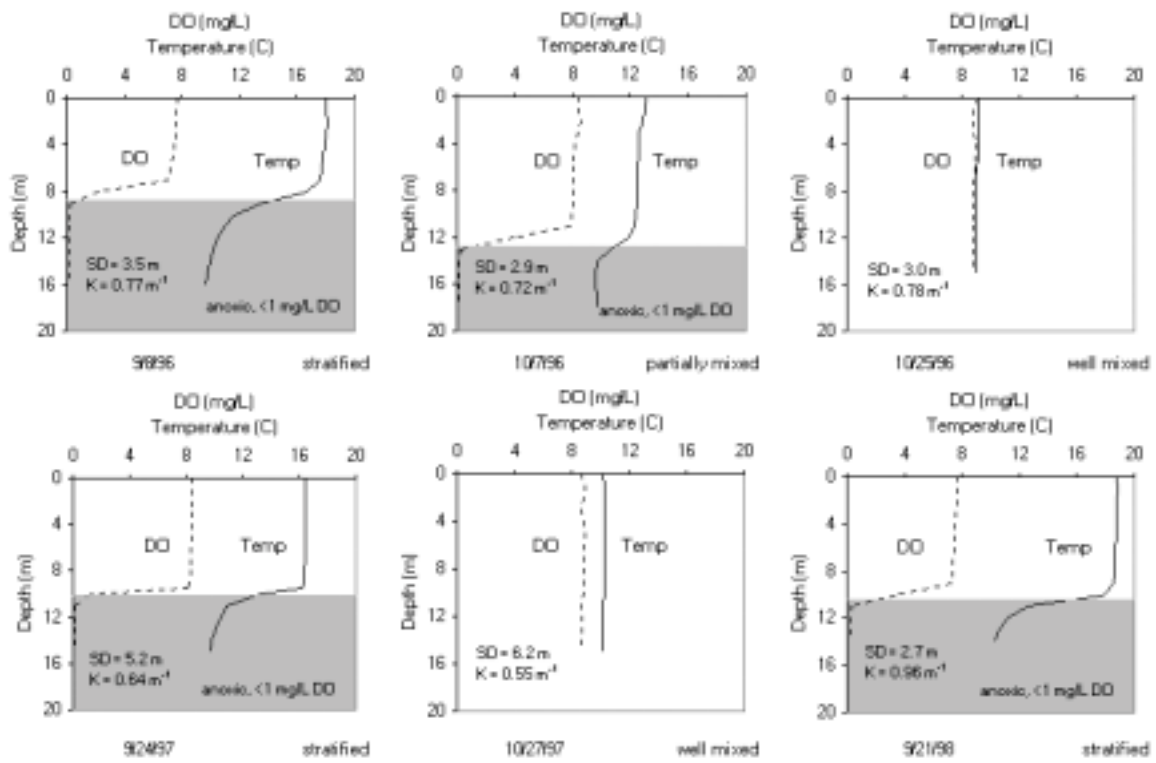 DO (mg/L)
Temperature (C)
0 4 8 12 16 20
0
4
8
12
16
20
Depth (m)
DO
Temp
SD = 3.5 m
K = 0.77 m⁻¹
anoxic, <1 mg/L DO
9/8/96 stratified
DO (mg/L)
Temperature (C)
0 4 8 12 16 20
0
4
8
12
16
20
Depth (m)
DO
Temp
SD = 2.9 m
K = 0.72 m⁻¹
anoxic, <1 mg/L DO
10/7/96 partially mixed
DO (mg/L)
Temperature (C)
0 4 8 12 16 20
0
4
8
12
16
20
Depth (m)
DO
Temp
SD = 3.0 m
K = 0.78 m⁻¹
10/25/96 well mixed
DO (mg/L)
Temperature (C)
0 4 8 12 16 20
0
4
8
12
16
20
Depth (m)
DO
Temp
SD = 5.2 m
K = 0.64 m⁻¹
anoxic, <1 mg/L DO
9/24/97 stratified
DO (mg/L)
Temperature (C)
0 4 8 12 16 20
0
4
8
12
16
20
Depth (m)
DO
Temp
SD = 6.2 m
K = 0.55 m⁻¹
10/27/97 well mixed
DO (mg/L)
Temperature (C)
0 4 8 12 16 20
0
4
8
12
16
20
Depth (m)
DO
Temp
SD = 2.7 m
K = 0.96 m⁻¹
anoxic, <1 mg/L DO
9/21/98 stratified